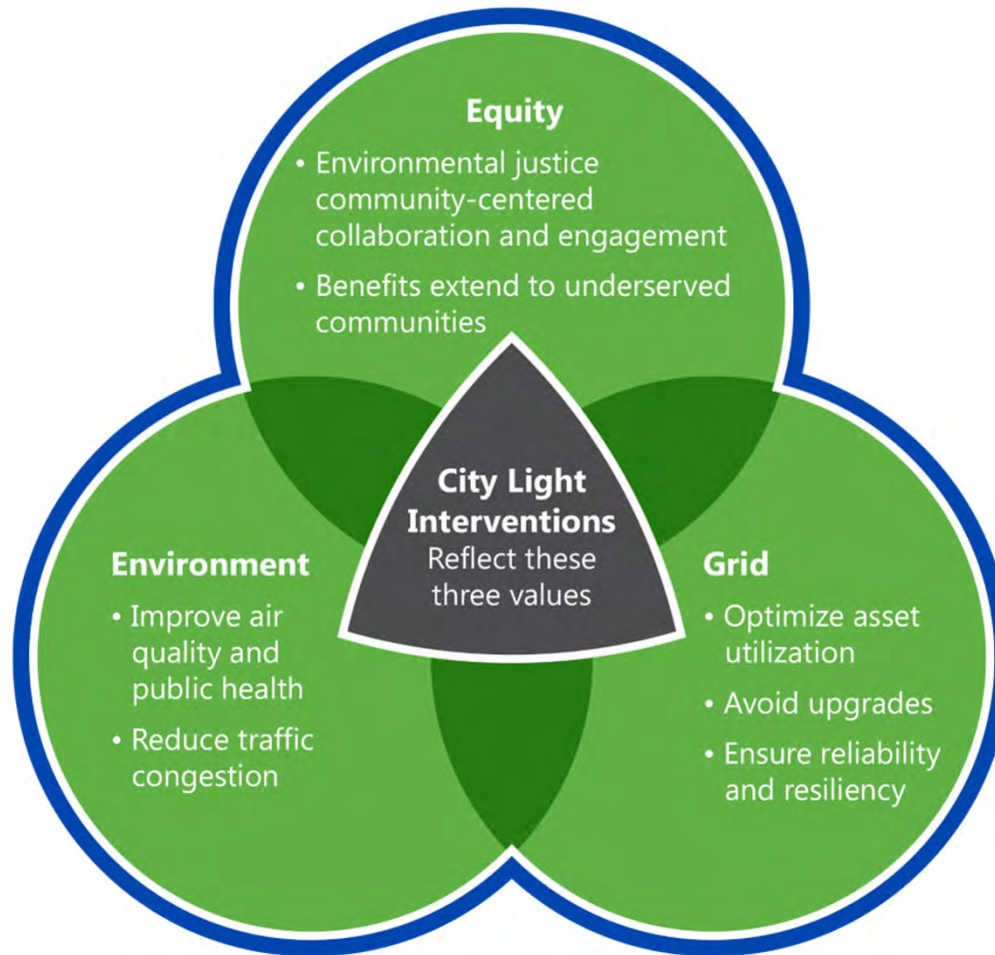 Equity
• Environmental justice
community-centered
collaboration and engagement
• Benefits extend to underserved
communities
City Light
Interventions
Reflect these
three values
Environment
• Improve air
quality and
public health
• Reduce traffic
congestion
Grid
• Optimize asset
utilization
• Avoid upgrades
• Ensure reliability
and resiliency